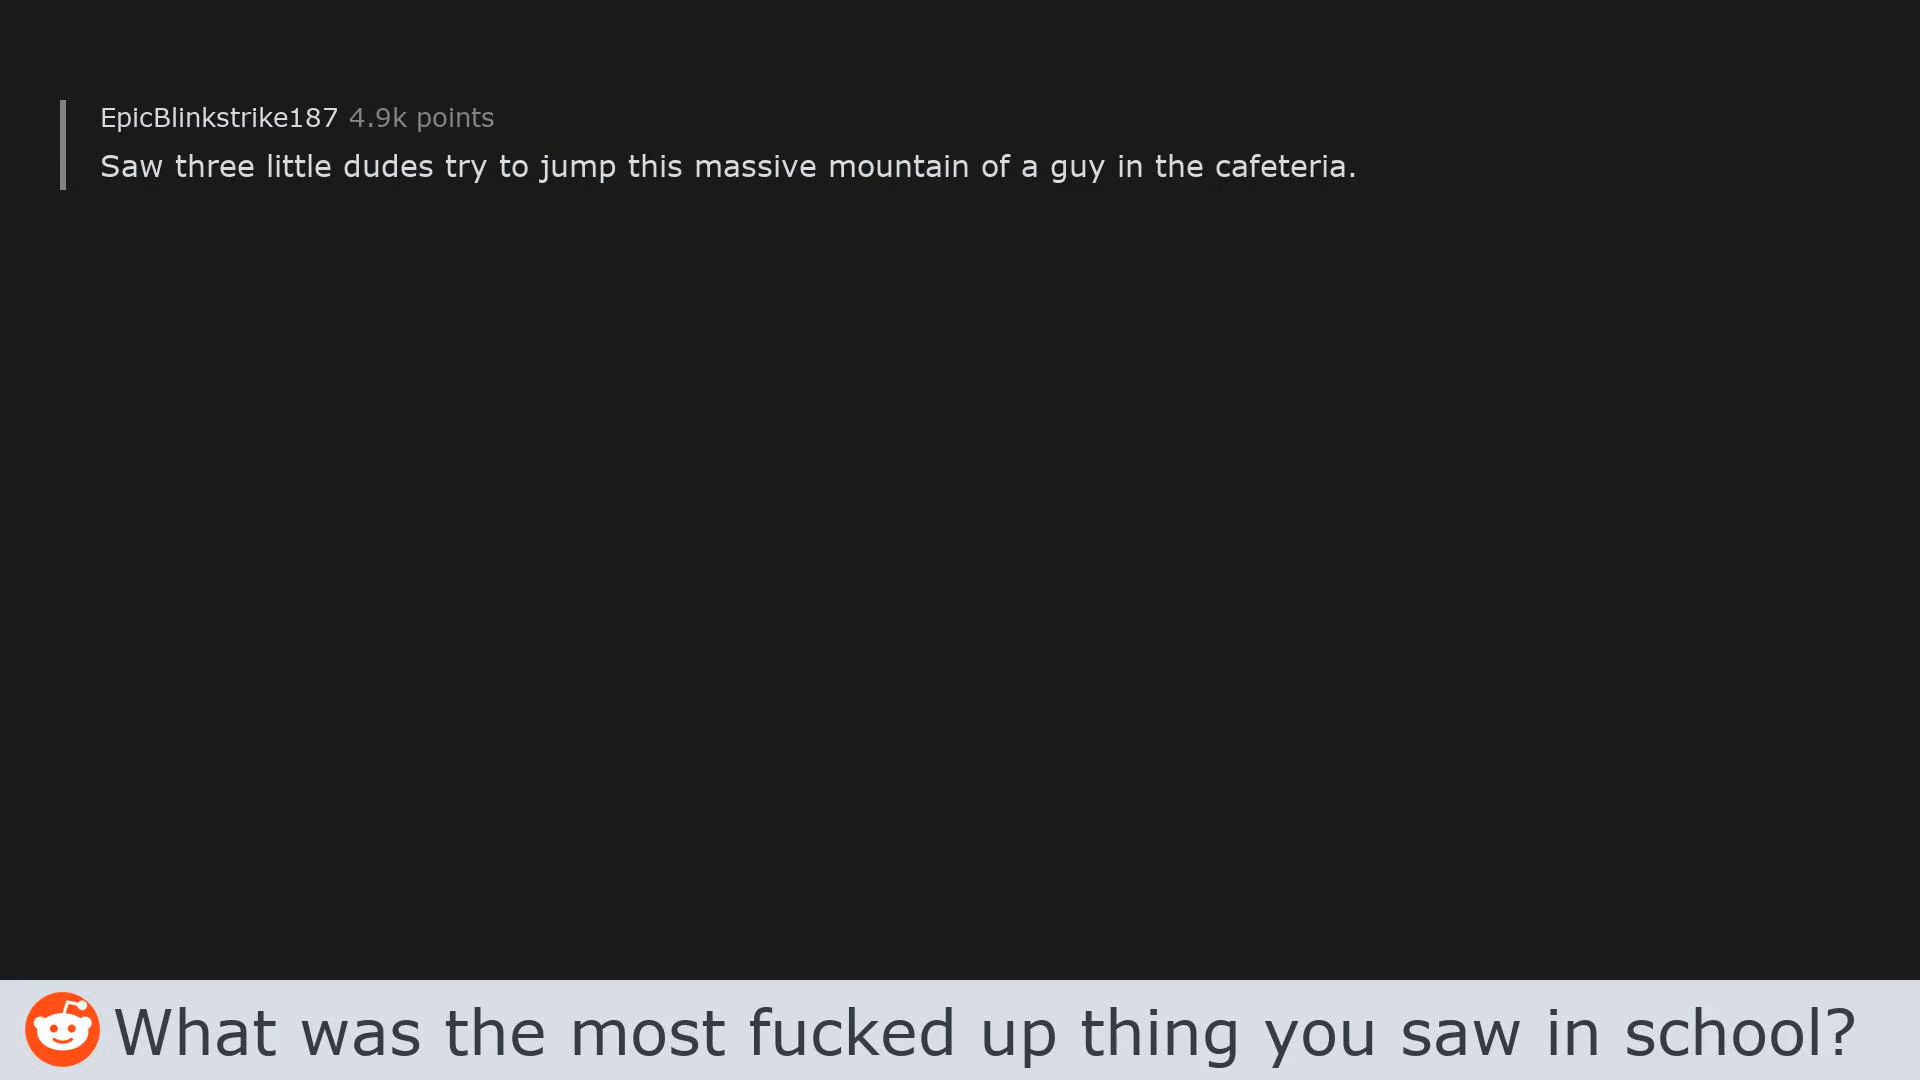 EpicBlinkstrike187 4.9k points
Saw three little dudes try to jump this massive mountain of a guy in the cafeteria.
What was the most fucked up thing you saw in school?